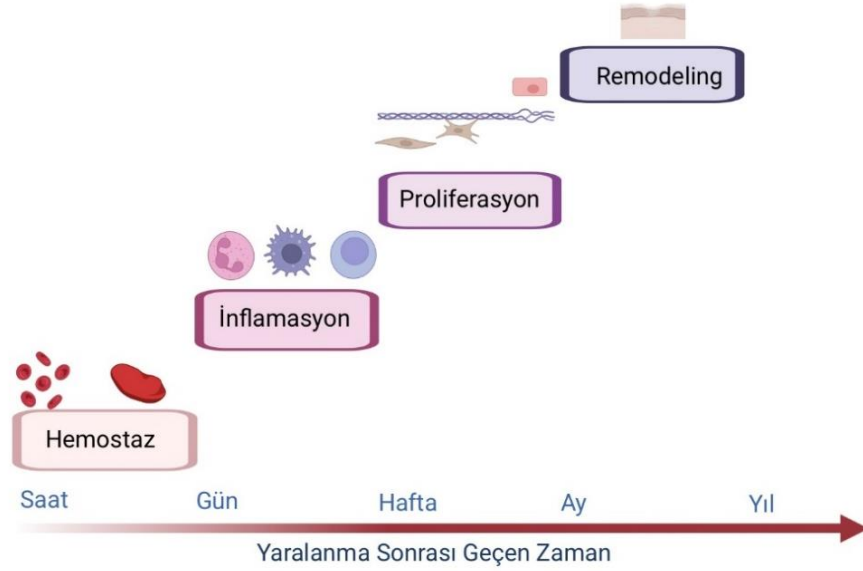 Remodeling
Proliferasyon
İnflamasyon
Hemostaz
Saat Gün Hafta Ay Yıl
Yaralanma Sonrası Geçen Zaman